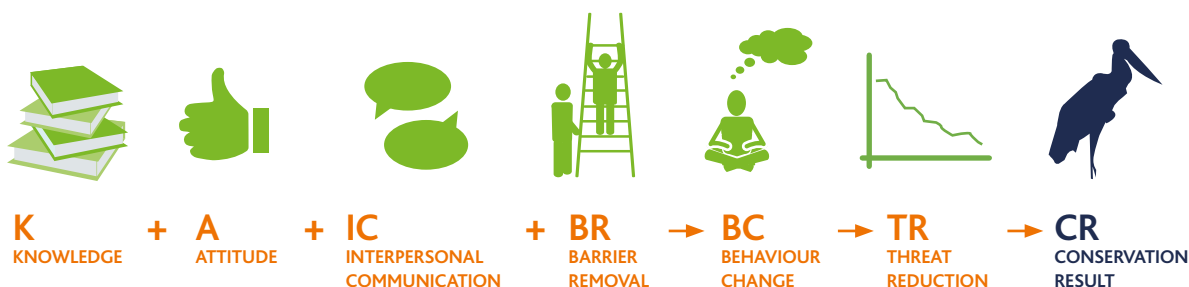 K + A + IC + BR → BC → TR → CR
KNOWLEDGE ATTITUDE INTERPERSONAL BARRIER BEHAVIOUR THREAT CONSERVATION
COMMUNICATION REMOVAL CHANGE REDUCTION RESULT